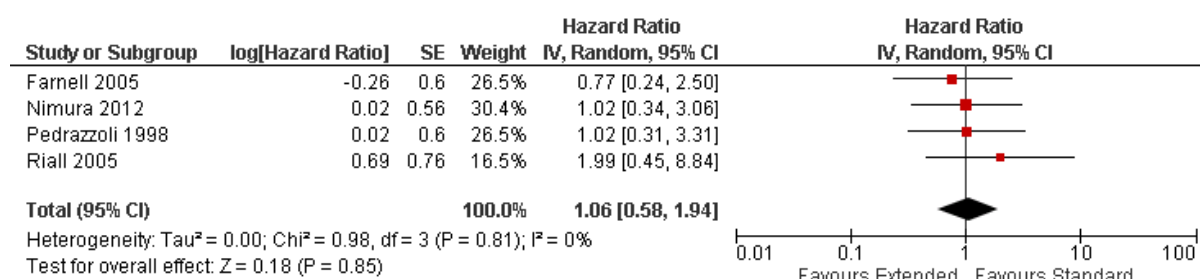 Hazard Ratio Hazard Ratio
Study or Subgroup log[Hazard Ratio] SE Weight IV, Random, 95% CI IV, Random, 95% CI
Farnell 2005 -0.26 0.6 26.5% 0.77 [0.24, 2.50]
Nimura 2012 0.02 0.56 30.4% 1.02 [0.34, 3.06]
Pedrazzoli 1998 0.02 0.6 26.5% 1.02 [0.31, 3.31]
Riall 2005 0.69 0.76 16.5% 1.99 [0.45, 8.84]
Total (95% CI) 100.0% 1.06 [0.58, 1.94]
Heterogeneity: Tau² = 0.00; Chi² = 0.98, df = 3 (P = 0.81); I² = 0%
Test for overall effect: Z = 0.18 (P = 0.85)
0.01 0.1 1 10 100
Favours Extended Favours Standard